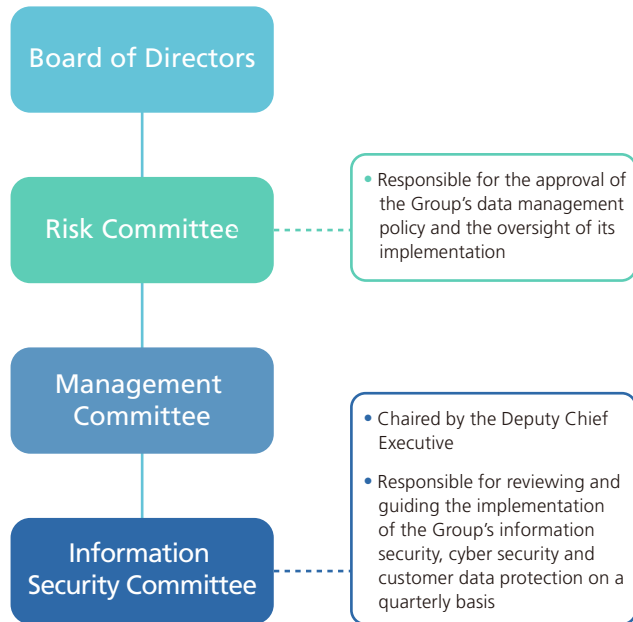 Board of Directors
Risk Committee
• Responsible for the approval of
the Group's data management
policy and the oversight of its
implementation
Management
Committee
• Chaired by the Deputy Chief
Executive
• Responsible for reviewing and
guiding the implementation
of the Group's information
security, cyber security and
customer data protection on a
quarterly basis
Information
Security Committee